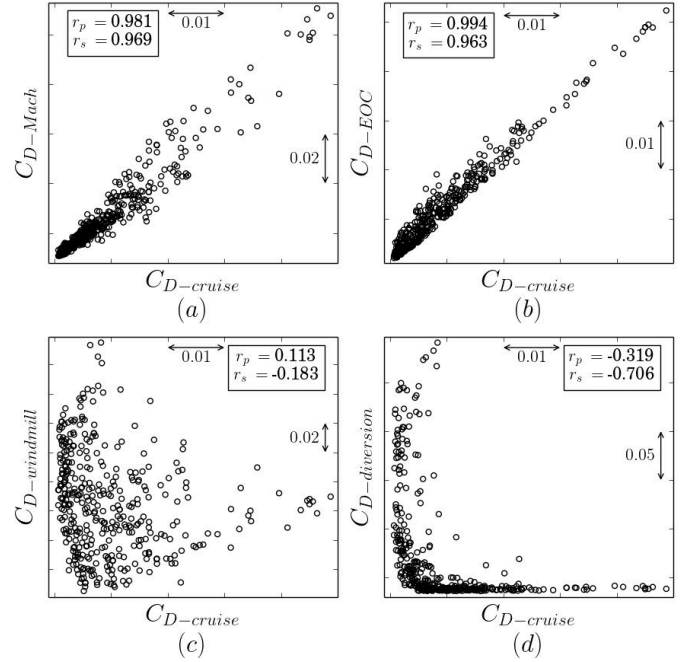 r_p = 0.981
r_s = 0.969
0.01
0.02
C_{D-Mach}
C_{D-cruise}
(a)
r_p = 0.994
r_s = 0.963
0.01
0.01
C_{D-EOC}
C_{D-cruise}
(b)
0.01
r_p = 0.113
r_s = -0.183
0.02
C_{D-windmill}
C_{D-cruise}
(c)
0.01
r_p = -0.319
r_s = -0.706
0.05
C_{D-diversion}
C_{D-cruise}
(d)